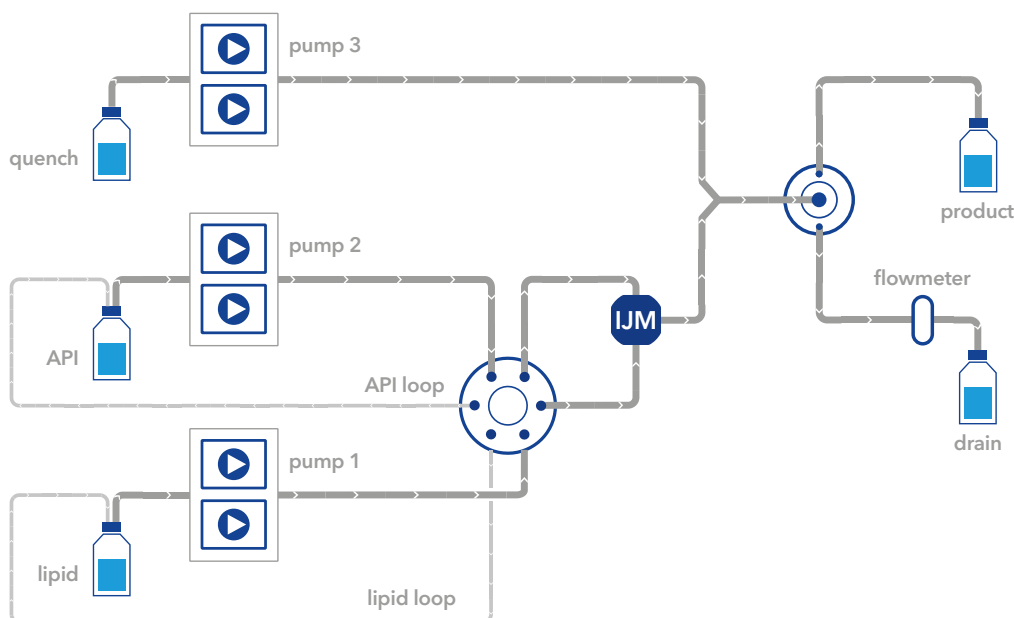 pump 3
quench
product
pump 2
flowmeter
IJM
API
API loop
drain
pump 1
lipid
lipid loop